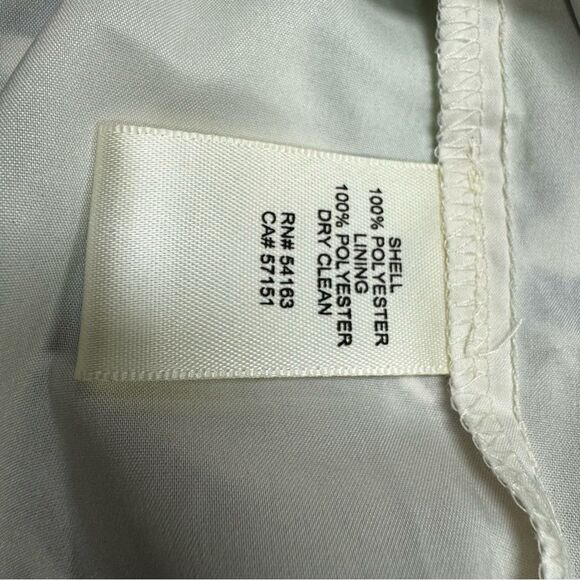 SHELL
100% POLYESTER
LINING
100% POLYESTER
DRY CLEAN
RN# 54163
CA# 57151